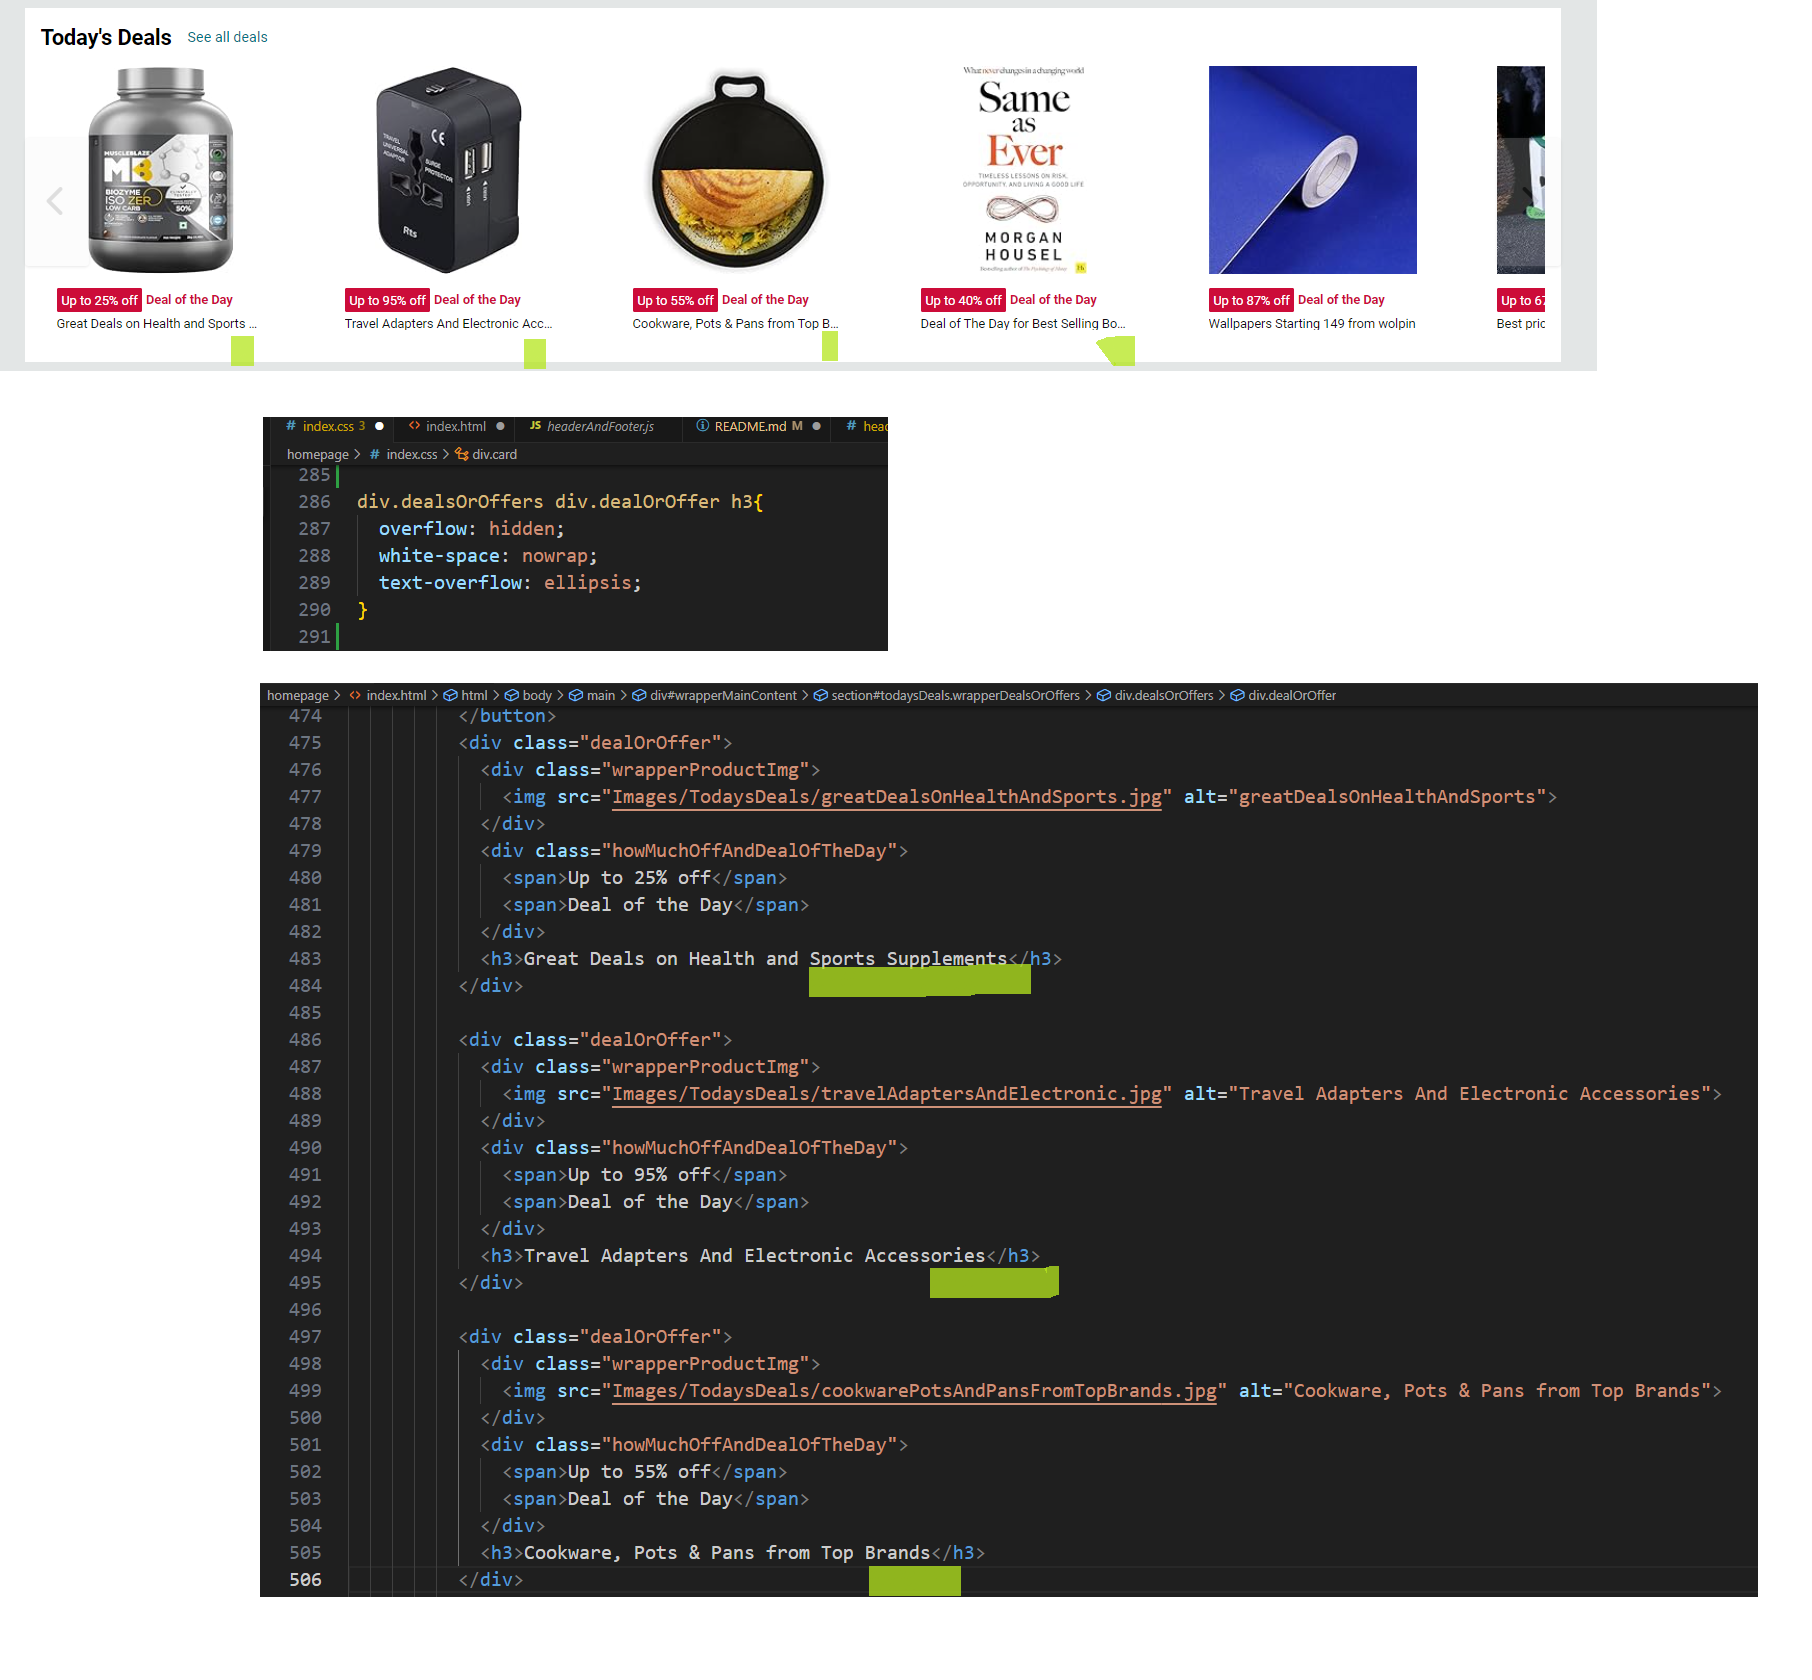 Today's Deals See all deals
MUSCLEBLAZE
MB
BIOZYME
ISO ZERO
LOW CARB
50%
TRAVEL
UNIVERSAL
ADAPTOR
CE
SURGE
PROTECTOR
Rts
What never changes in a changing world
Same
as
Ever
TIMELESS LESSONS ON RISK,
OPPORTUNITY, AND LIVING A GOOD LIFE
MORGAN
HOUSEL
Bestselling author of The Psychology of Money
Up to 25% off Deal of the Day
Great Deals on Health and Sports ...
Up to 95% off Deal of the Day
Travel Adapters And Electronic Acc...
Up to 55% off Deal of the Day
Cookware, Pots & Pans from Top B...
Up to 40% off Deal of the Day
Deal of The Day for Best Selling Bo...
Up to 87% off Deal of the Day
Wallpapers Starting 149 from wolpin
Up to 67
Best pric
# index.css 3 ● <> index.html ● JS headerAndFooter.js ⓘ README.md M ● # head
homepage > # index.css > div.card
285
286 div.dealsOrOffers div.dealOrOffer h3{
287 overflow: hidden;
288 white-space: nowrap;
289 text-overflow: ellipsis;
290 }
291
homepage > <> index.html > html > body > main > div#wrapperMainContent > section#todaysDeals.wrapperDealsOrOffers > div.dealsOrOffers > div.dealOrOffer
474 </button>
475 <div class="dealOrOffer">
476 <div class="wrapperProductImg">
477 <img src="Images/TodaysDeals/greatDealsOnHealthAndSports.jpg" alt="greatDealsOnHealthAndSports">
478 </div>
479 <div class="howMuchOffAndDealOfTheDay">
480 <span>Up to 25% off</span>
481 <span>Deal of the Day</span>
482 </div>
483 <h3>Great Deals on Health and Sports Supplements</h3>
484 </div>
485
486 <div class="dealOrOffer">
487 <div class="wrapperProductImg">
488 <img src="Images/TodaysDeals/travelAdaptersAndElectronic.jpg" alt="Travel Adapters And Electronic Accessories">
489 </div>
490 <div class="howMuchOffAndDealOfTheDay">
491 <span>Up to 95% off</span>
492 <span>Deal of the Day</span>
493 </div>
494 <h3>Travel Adapters And Electronic Accessories</h3>
495 </div>
496
497 <div class="dealOrOffer">
498 <div class="wrapperProductImg">
499 <img src="Images/TodaysDeals/cookwarePotsAndPansFromTopBrands.jpg" alt="Cookware, Pots & Pans from Top Brands">
500 </div>
501 <div class="howMuchOffAndDealOfTheDay">
502 <span>Up to 55% off</span>
503 <span>Deal of the Day</span>
504 </div>
505 <h3>Cookware, Pots & Pans from Top Brands</h3>
506 </div>